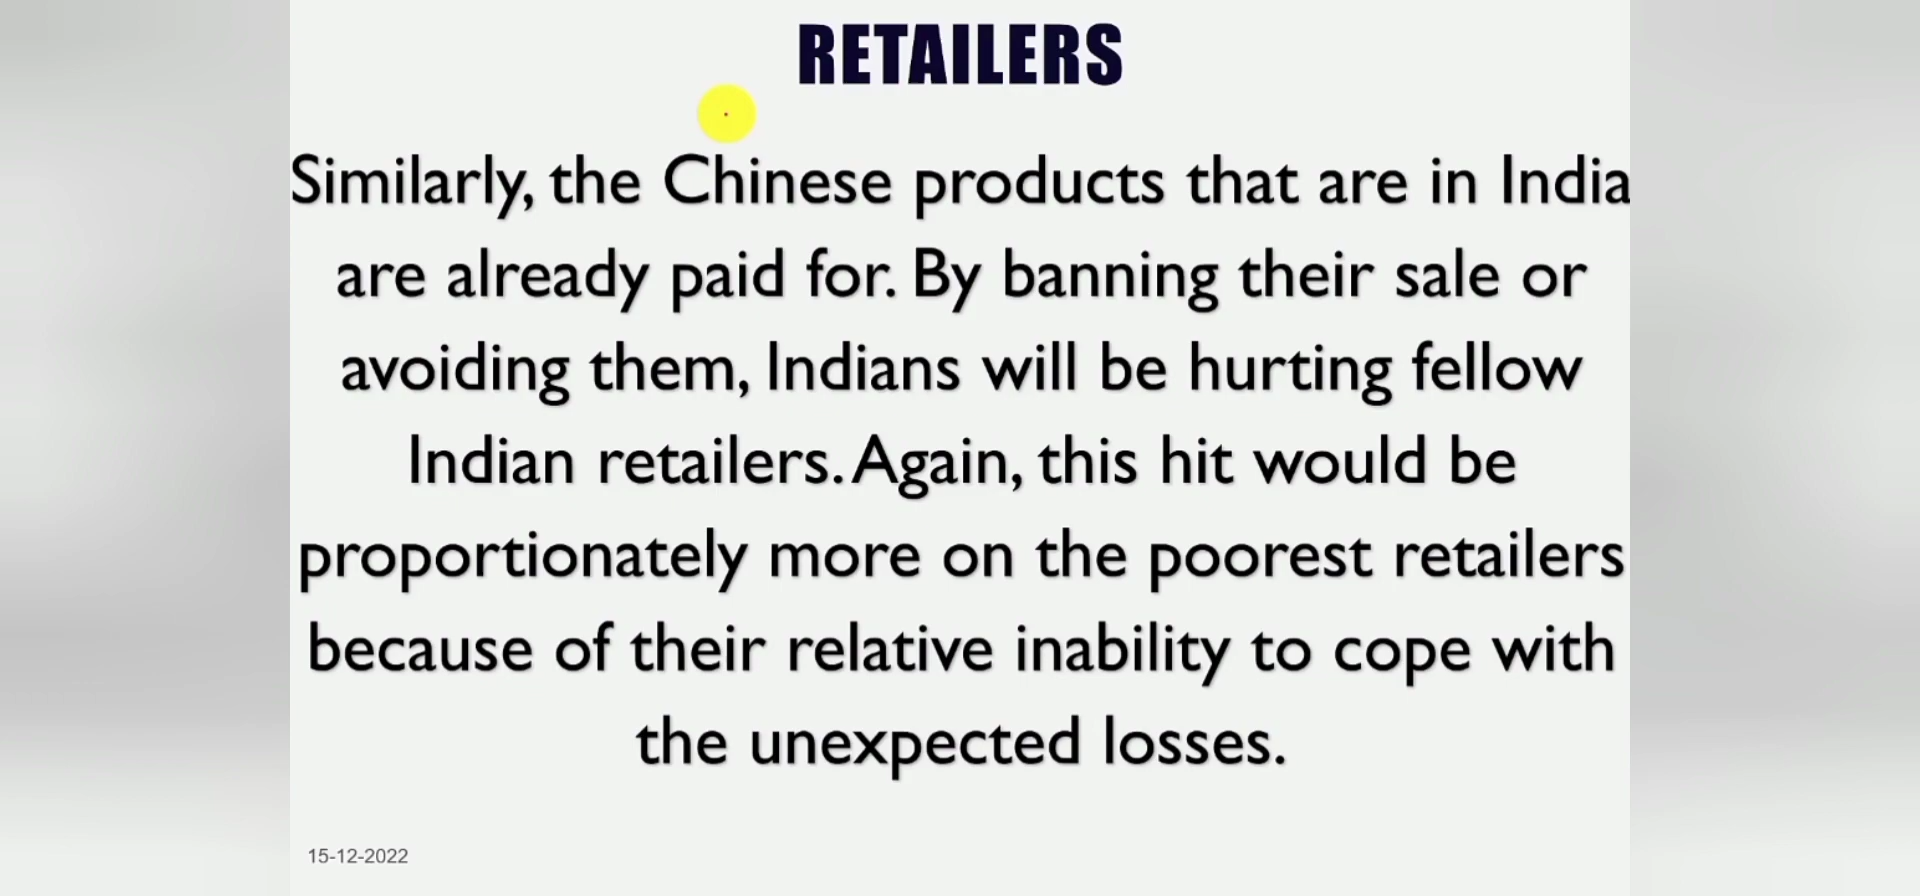 RETAILERS
Similarly, the Chinese products that are in India
are already paid for. By banning their sale or
avoiding them, Indians will be hurting fellow
Indian retailers. Again, this hit would be
proportionately more on the poorest retailers
because of their relative inability to cope with
the unexpected losses.
15-12-2022